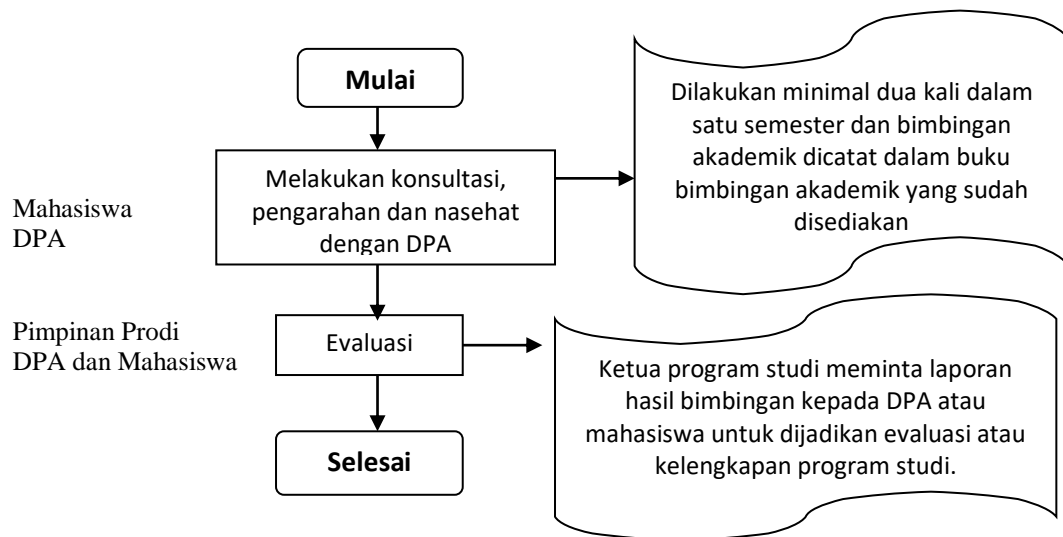 Mulai
Dilakukan minimal dua kali dalam
satu semester dan bimbingan
akademik dicatat dalam buku
bimbingan akademik yang sudah
disediakan
Mahasiswa
DPA
Melakukan konsultasi,
pengarahan dan nasehat
dengan DPA
Pimpinan Prodi
DPA dan Mahasiswa
Evaluasi
Ketua program studi meminta laporan
hasil bimbingan kepada DPA atau
mahasiswa untuk dijadikan evaluasi atau
kelengkapan program studi.
Selesai